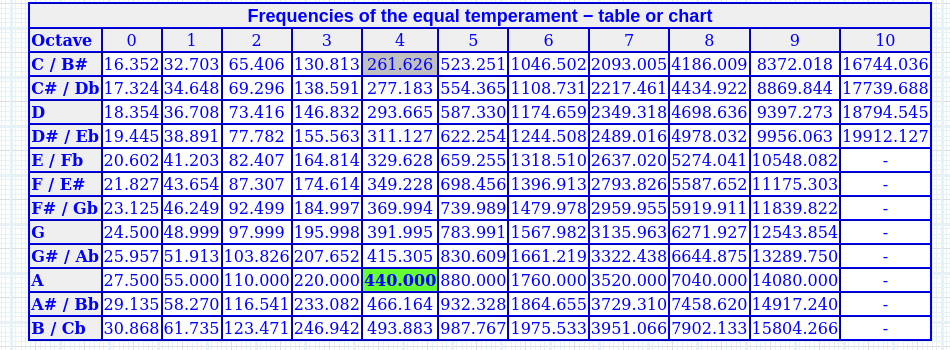 Frequencies of the equal temperament − table or chart
Octave 0 1 2 3 4 5 6 7 8 9 10
C / B# 16.352 32.703 65.406 130.813 261.626 523.251 1046.502 2093.005 4186.009 8372.018 16744.036
C# / Db 17.324 34.648 69.296 138.591 277.183 554.365 1108.731 2217.461 4434.922 8869.844 17739.688
D 18.354 36.708 73.416 146.832 293.665 587.330 1174.659 2349.318 4698.636 9397.273 18794.545
D# / Eb 19.445 38.891 77.782 155.563 311.127 622.254 1244.508 2489.016 4978.032 9956.063 19912.127
E / Fb 20.602 41.203 82.407 164.814 329.628 659.255 1318.510 2637.020 5274.041 10548.082 -
F / E# 21.827 43.654 87.307 174.614 349.228 698.456 1396.913 2793.826 5587.652 11175.303 -
F# / Gb 23.125 46.249 92.499 184.997 369.994 739.989 1479.978 2959.955 5919.911 11839.822 -
G 24.500 48.999 97.999 195.998 391.995 783.991 1567.982 3135.963 6271.927 12543.854 -
G# / Ab 25.957 51.913 103.826 207.652 415.305 830.609 1661.219 3322.438 6644.875 13289.750 -
A 27.500 55.000 110.000 220.000 440.000 880.000 1760.000 3520.000 7040.000 14080.000 -
A# / Bb 29.135 58.270 116.541 233.082 466.164 932.328 1864.655 3729.310 7458.620 14917.240 -
B / Cb 30.868 61.735 123.471 246.942 493.883 987.767 1975.533 3951.066 7902.133 15804.266 -